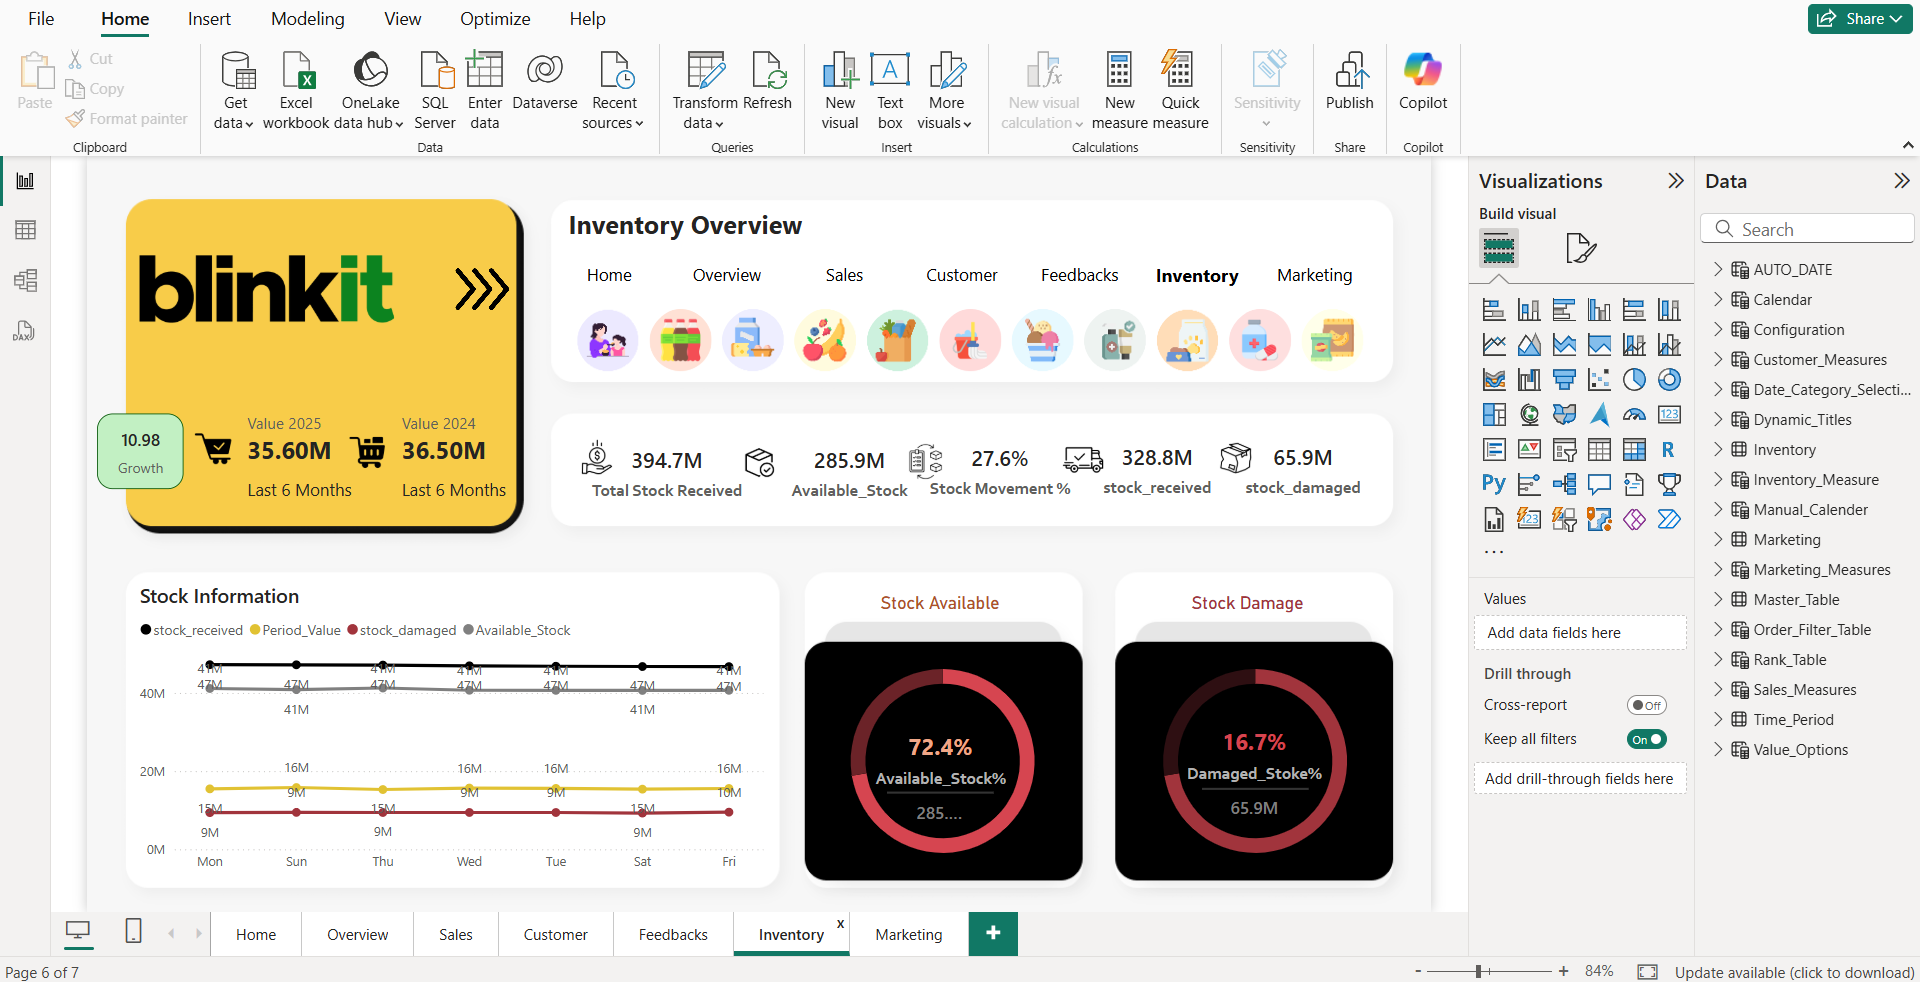 File Home Insert Modeling View Optimize Help
Share
Paste
Cut
Copy
Format painter
Clipboard
Get data
Excel workbook
OneLake data hub
SQL Server
Enter data
Dataverse
Recent sources
Data
Transform data
Refresh
Queries
New visual
Text box
More visuals
Insert
New visual calculation
New measure
Quick measure
Calculations
Sensitivity
Sensitivity
Publish
Share
Copilot
Copilot
blinkit
10.98
Growth
Value 2025
35.60M
Last 6 Months
Value 2024
36.50M
Last 6 Months
Inventory Overview
Home Overview Sales Customer Feedbacks Inventory Marketing
394.7M
Total Stock Received
285.9M
Available_Stock
27.6%
Stock Movement %
328.8M
stock_received
65.9M
stock_damaged
Stock Information
stock_received Period_Value stock_damaged Available_Stock
41M 41M 41M 41M 41M
47M 47M 47M 47M 47M 47M 47M
40M
41M 41M
16M 16M 16M 16M
20M
9M 9M 9M 10M
15M 15M 15M
9M 9M 9M
0M
Mon Sun Thu Wed Tue Sat Fri
Stock Available
72.4%
Available_Stock%
285....
Stock Damage
16.7%
Damaged_Stoke%
65.9M
Visualizations
Build visual
123
R
Py
123
...
Values
Add data fields here
Drill through
Cross-report
Off
Keep all filters
On
Add drill-through fields here
Data
Search
AUTO_DATE
Calendar
Configuration
Customer_Measures
Date_Category_Selecti...
Dynamic_Titles
Inventory
Inventory_Measure
Manual_Calender
Marketing
Marketing_Measures
Master_Table
Order_Filter_Table
Rank_Table
Sales_Measures
Time_Period
Value_Options
DAX
Home Overview Sales Customer Feedbacks Inventory x Marketing +
Page 6 of 7
- + 84%
Update available (click to download)